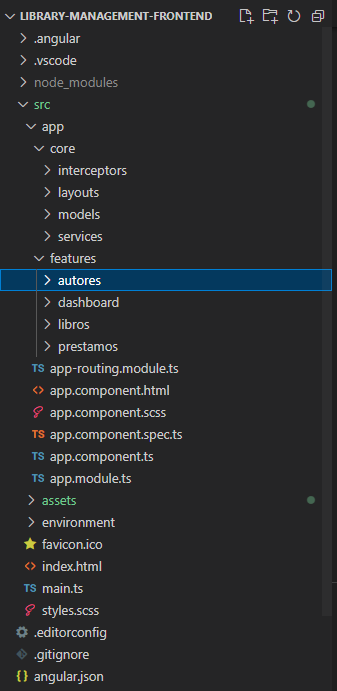 LIBRARY-MANAGEMENT-FRONTEND
.angular
.vscode
node_modules
src
app
core
interceptors
layouts
models
services
features
autores
dashboard
libros
prestamos
TS app-routing.module.ts
<> app.component.html
app.component.scss
TS app.component.spec.ts
TS app.component.ts
TS app.module.ts
assets
environment
favicon.ico
<> index.html
TS main.ts
styles.scss
.editorconfig
.gitignore
{} angular.json